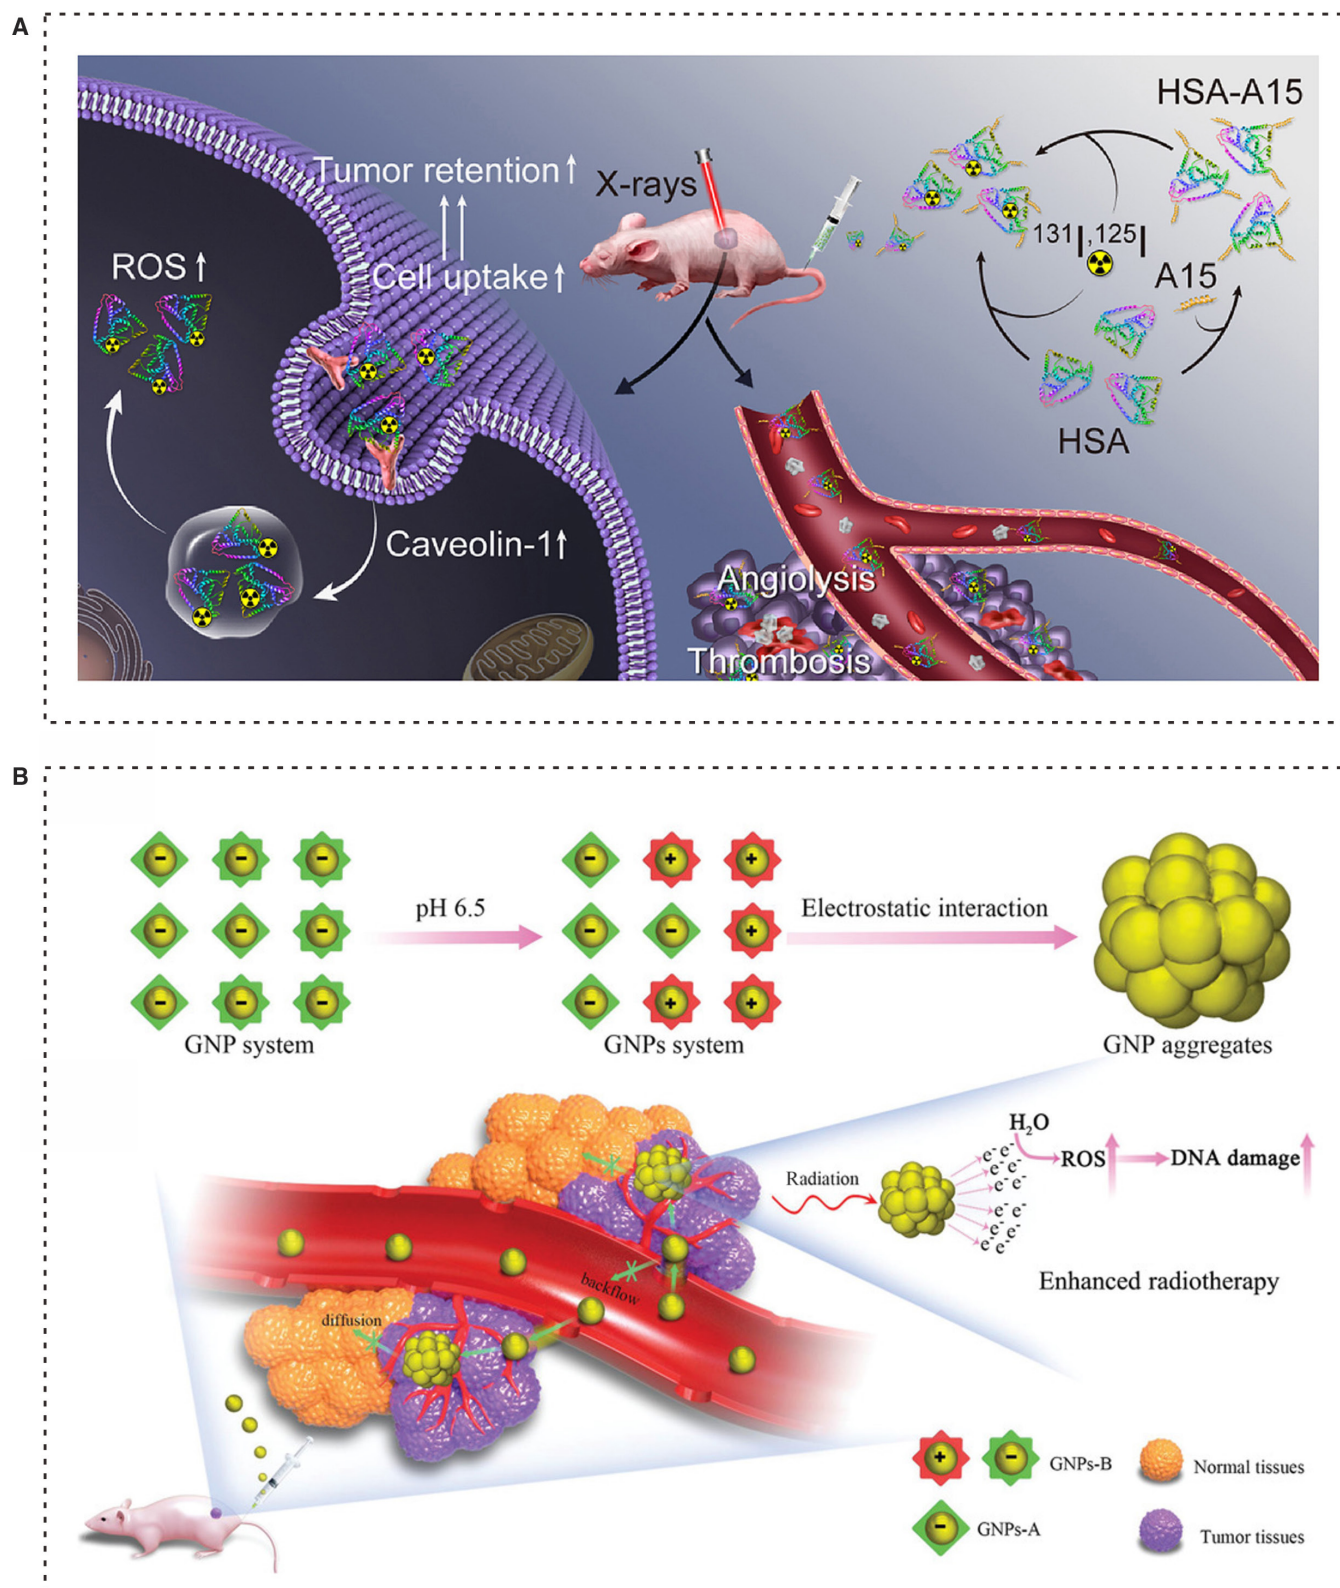 A
HSA-A15
Tumor retention↑
X-rays
131I,125I
ROS↑
Cell uptake↑
A15
HSA
Caveolin-1↑
Angiolysis
Thrombosis
B
- - - - + +
pH 6.5
Electrostatic interaction
- - - - - +
- - - - + +
GNP system
GNPs system
GNP aggregates
H2O
e- e-
e- e-
e- e-
ROS
DNA damage
Radiation
e- e-
e- e-
e- e-
backflow
Enhanced radiotherapy
diffusion
+ -
GNPs-B
Normal tissues
-
GNPs-A
Tumor tissues